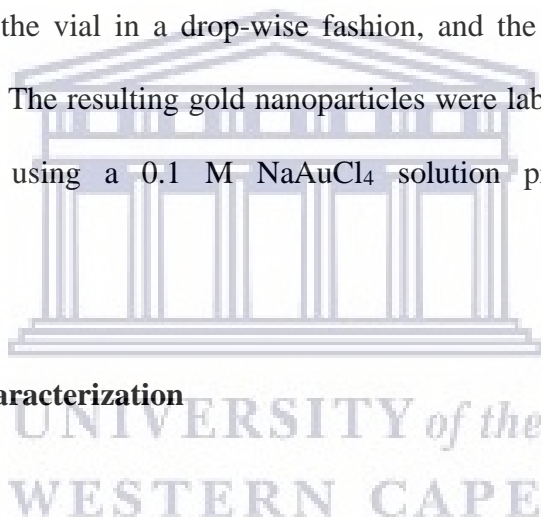 the vial in a drop-wise fashion, and the
The resulting gold nanoparticles were lab
using a 0.1 M NaAuCl₄ solution p
aracterization
UNIVERSITY of the
WESTERN CAPE